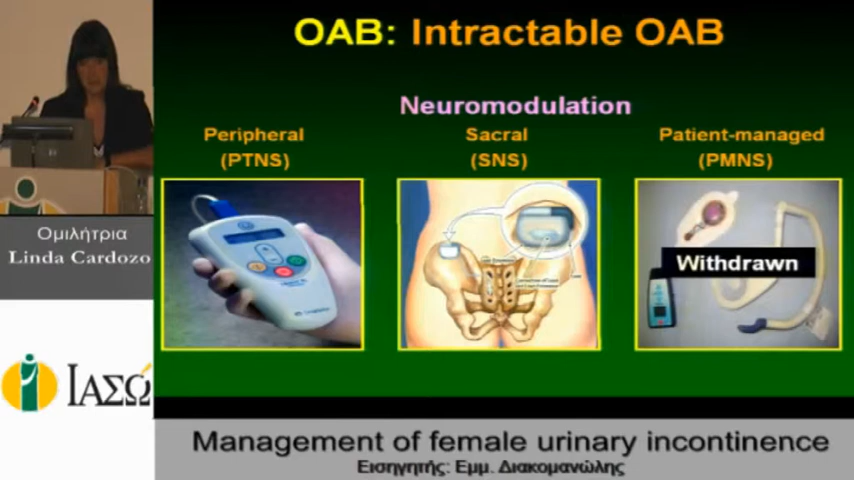 OAB: Intractable OAB
Neuromodulation
Peripheral
(PTNS)
Sacral
(SNS)
Patient-managed
(PMNS)
Withdrawn
Ομιλήτρια
Linda Cardozo
ΙΑΣΩ
Management of female urinary incontinence
Εισηγητής: Εμμ. Διακομανώλης